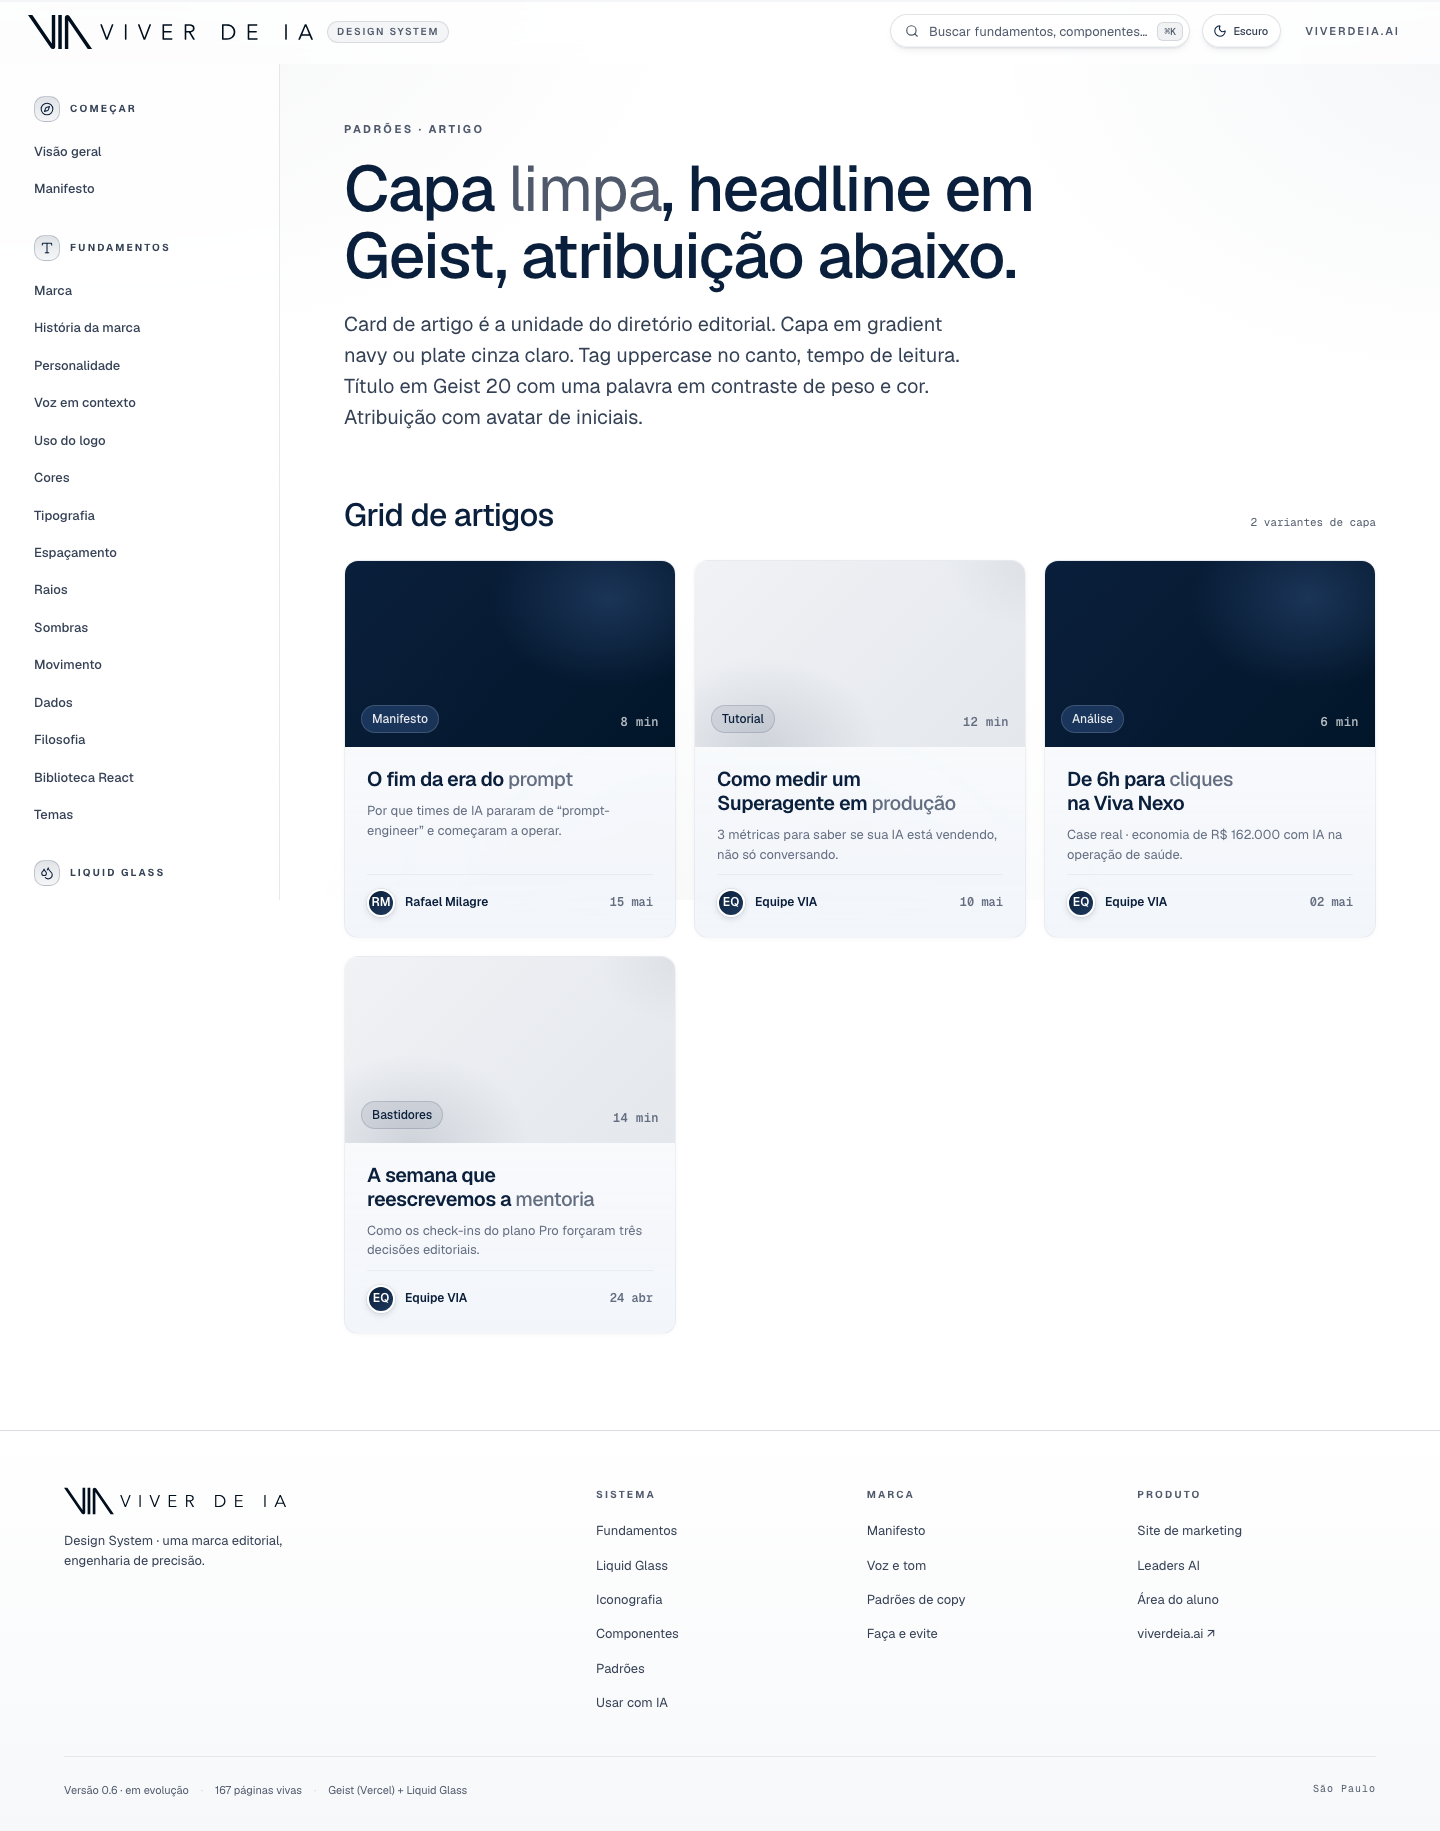 VIA VIVER DE IA DESIGN SYSTEM
Buscar fundamentos, componentes... ⌘K
Escuro
VIVERDEIA.AI
COMEÇAR
Visão geral
Manifesto
FUNDAMENTOS
Marca
História da marca
Personalidade
Voz em contexto
Uso do logo
Cores
Tipografia
Espaçamento
Raios
Sombras
Movimento
Dados
Filosofia
Biblioteca React
Temas
LIQUID GLASS
PADRÕES · ARTIGO
Capa limpa, headline em
Geist, atribuição abaixo.
Card de artigo é a unidade do diretório editorial. Capa em gradient
navy ou plate cinza claro. Tag uppercase no canto, tempo de leitura.
Título em Geist 20 com uma palavra em contraste de peso e cor.
Atribuição com avatar de iniciais.
Grid de artigos
2 variantes de capa
Manifesto
8 min
O fim da era do prompt
Por que times de IA pararam de “prompt-
engineer” e começaram a operar.
RM Rafael Milagre
15 mai
Tutorial
12 min
Como medir um
Superagente em produção
3 métricas para saber se sua IA está vendendo,
não só conversando.
EQ Equipe VIA
10 mai
Análise
6 min
De 6h para cliques
na Viva Nexo
Case real · economia de R$ 162.000 com IA na
operação de saúde.
EQ Equipe VIA
02 mai
Bastidores
14 min
A semana que
reescrevemos a mentoria
Como os check-ins do plano Pro forçaram três
decisões editoriais.
EQ Equipe VIA
24 abr
VIA VIVER DE IA
Design System · uma marca editorial,
engenharia de precisão.
SISTEMA
Fundamentos
Liquid Glass
Iconografia
Componentes
Padrões
Usar com IA
MARCA
Manifesto
Voz e tom
Padrões de copy
Faça e evite
PRODUTO
Site de marketing
Leaders AI
Área do aluno
viverdeia.ai ↗
Versão 0.6 · em evolução · 167 páginas vivas · Geist (Vercel) + Liquid Glass
São Paulo